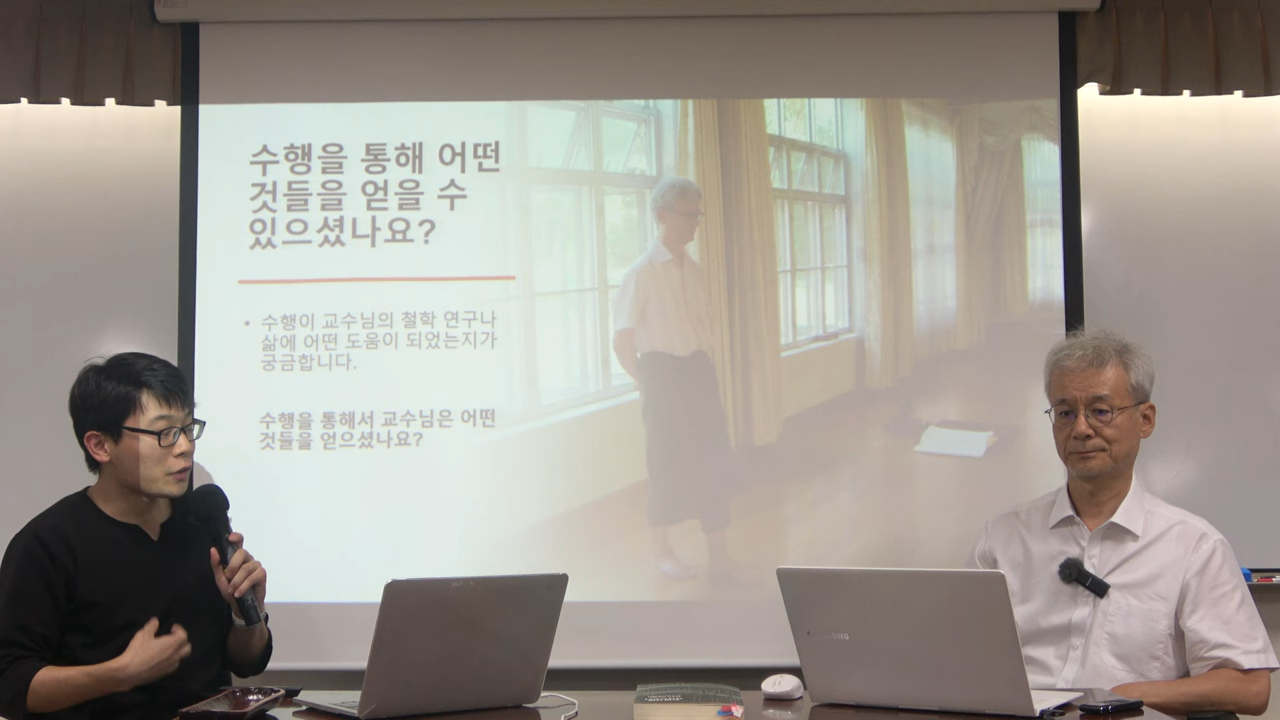 수행을 통해 어떤
것들을 얻을 수
있으셨나요?
• 수행이 교수님의 철학 연구나
삶에 어떤 도움이 되었는지가
궁금합니다.
수행을 통해서 교수님은 어떤
것들을 얻으셨나요?
SAMSUNG